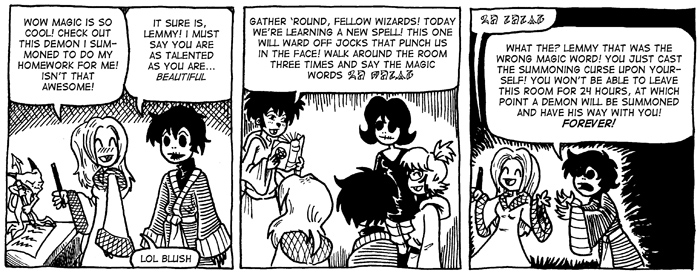 WOW MAGIC IS SO
COOL! CHECK OUT
THIS DEMON I SUM-
MONED TO DO MY
HOMEWORK FOR ME!
ISN'T THAT
AWESOME!
IT SURE IS,
LEMMY! I MUST
SAY YOU ARE
AS TALENTED
AS YOU ARE...
BEAUTIFUL
LOL BLUSH
GATHER 'ROUND, FELLOW WIZARDS! TODAY
WE'RE LEARNING A NEW SPELL! THIS ONE
WILL WARD OFF JOCKS THAT PUNCH US
IN THE FACE! WALK AROUND THE ROOM
THREE TIMES AND SAY THE MAGIC
WORDS
WHAT THE? LEMMY THAT WAS THE
WRONG MAGIC WORD! YOU JUST CAST
THE SUMMONING CURSE UPON YOUR-
SELF! YOU WON'T BE ABLE TO LEAVE
THIS ROOM FOR 24 HOURS, AT WHICH
POINT A DEMON WILL BE SUMMONED
AND HAVE HIS WAY WITH YOU!
FOREVER!